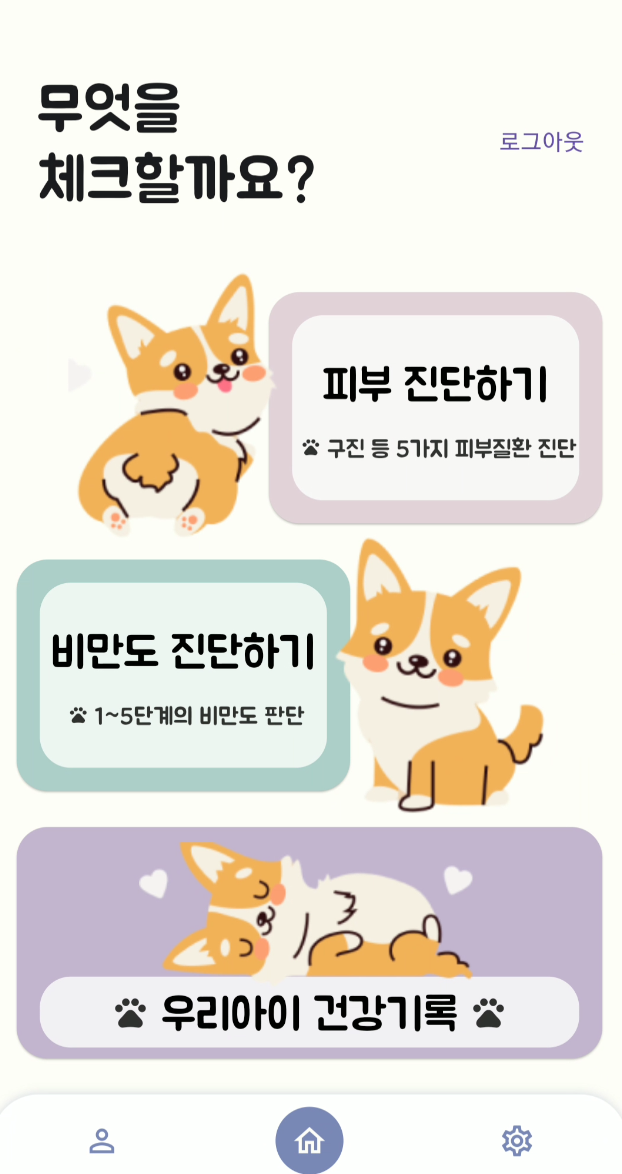 무엇을
체크할까요?
로그아웃
피부 진단하기
구진 등 5가지 피부질환 진단
비만도 진단하기
1~5단계의 비만도 판단
우리아이 건강기록